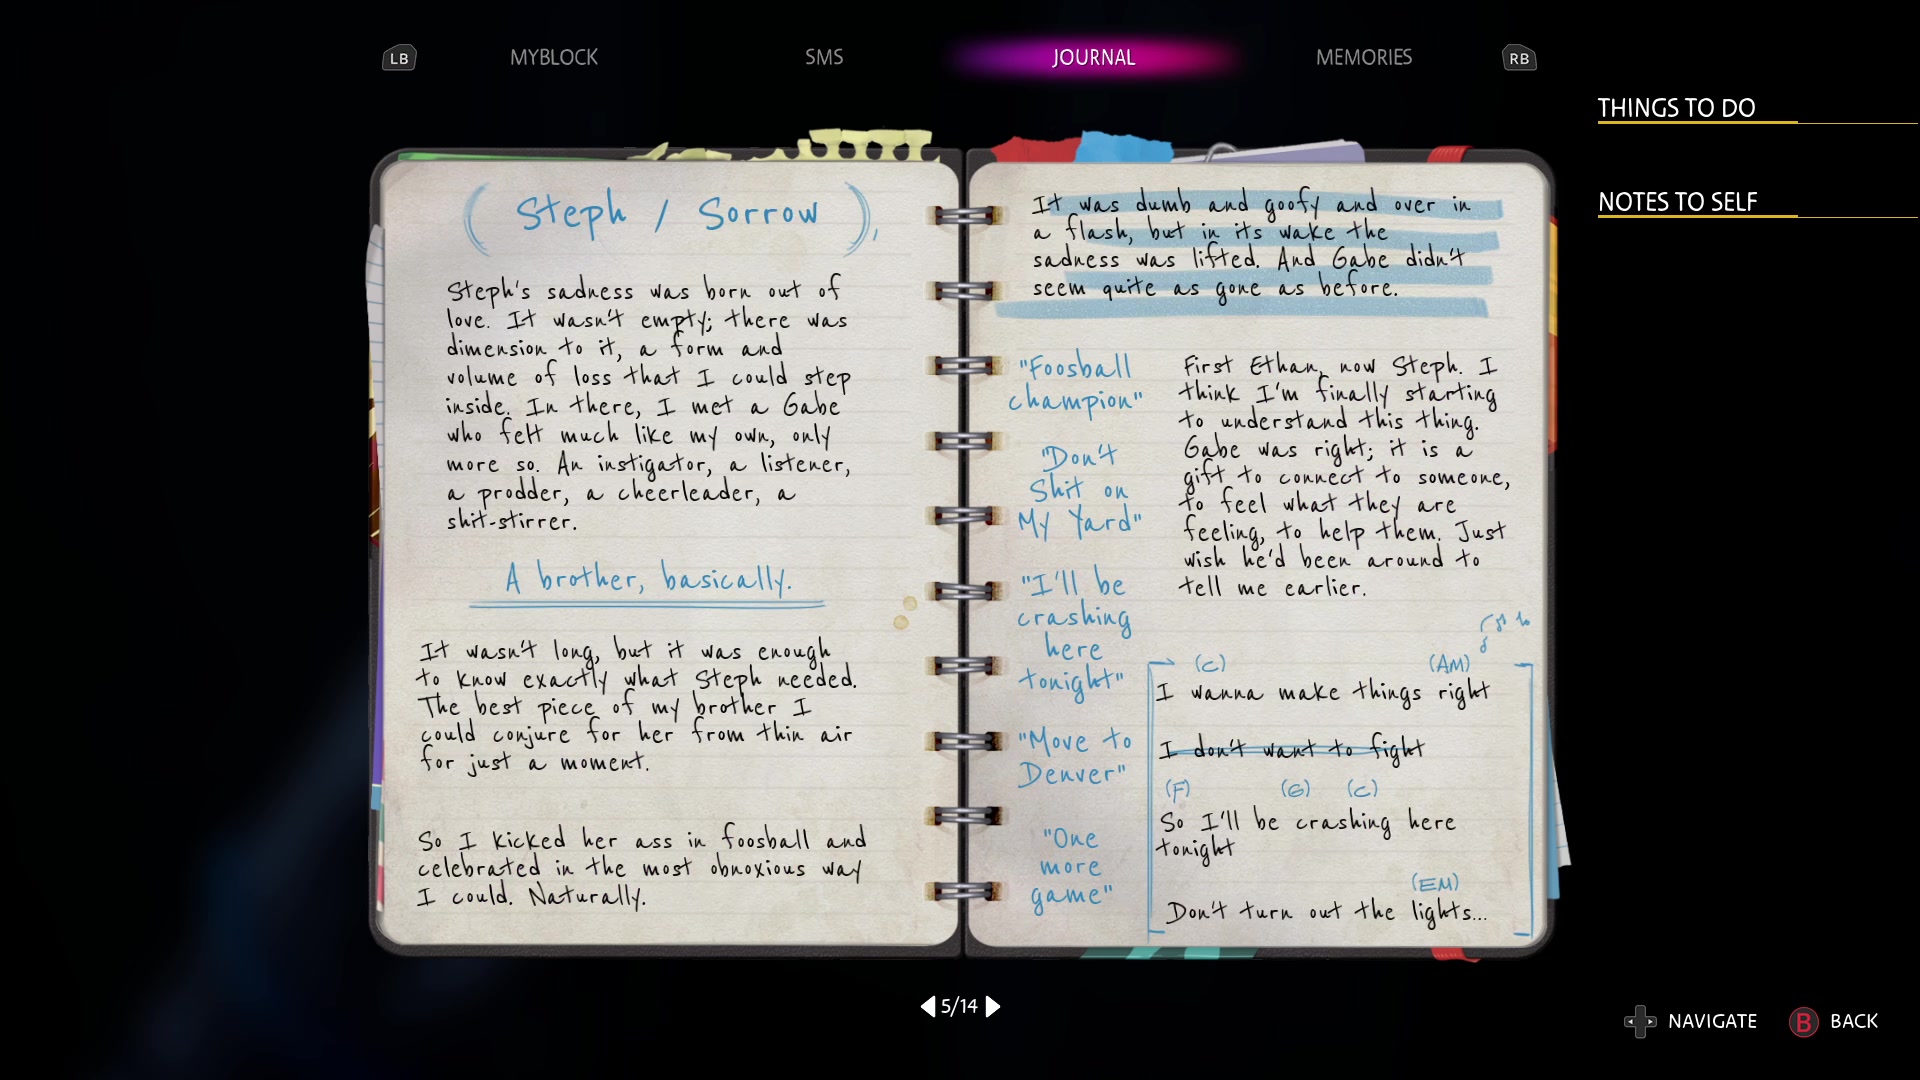 LB
MYBLOCK
SMS
JOURNAL
MEMORIES
RB
THINGS TO DO
NOTES TO SELF
(Steph / Sorrow),
Steph's sadness was born out of
love. It wasn't empty; there was
dimension to it, a form and
volume of loss that I could step
inside. In there, I met a Gabe
who felt much like my own, only
more so. An instigator, a listener,
a prodder, a cheerleader, a
shit-stirrer.
A brother, basically.
It wasn't long, but it was enough
to know exactly what Steph needed.
The best piece of my brother I
could conjure for her from thin air
for just a moment.
So I kicked her ass in foosball and
celebrated in the most obnoxious way
I could. Naturally.
It was dumb and goofy and over in
a flash, but in its wake the
sadness was lifted. And Gabe didn't
seem quite as gone as before.
"Foosball
champion"
"Don't
Shit on
My Yard"
"I'll be
crashing
here
tonight"
"Move to
Denver"
"One
more
game"
First Ethan, now Steph. I
think I'm finally starting
to understand this thing.
Gabe was right; it is a
gift to connect to someone,
to feel what they are
feeling, to help them. Just
wish he'd been around to
tell me earlier.
(C) (AM)
I wanna make things right
I don't want to fight
(F) (G) (C)
So I'll be crashing here
tonight
(EM)
Don't turn out the lights...
5/14
NAVIGATE
B BACK